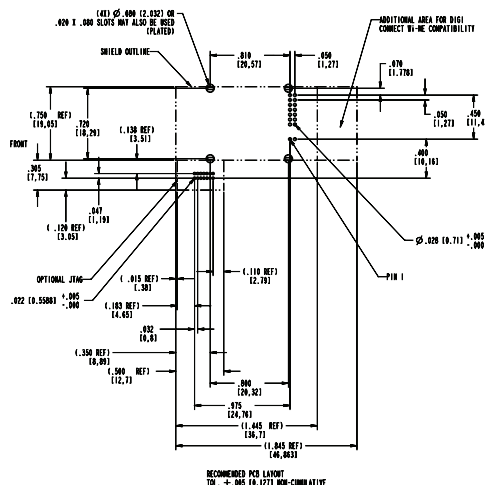 (4X) Ø .080 (2.032) OR
.020 X .080 SLOTS MAY ALSO BE USED
(PLATED)
SHIELD OUTLINE
.810
[20,57]
.050
[1,27]
ADDITIONAL AREA FOR DIGI
CONNECT Wi-ME COMPATIBILITY
.070
[1.778]
(.750 REF)
[19,05]
.720
[18,29]
(.138 REF)
[3.51]
.050
[1,27]
.450
[11,4
FRONT
.305
[7,75]
.047
[1,19]
(.120 REF)
[3.05]
.400
[10,16]
Ø.028 [0.71] +.005
-.000
OPTIONAL JTAG
PIN 1
.022 [0.5588] +.005
-.000
(.015 REF)
[.38]
(.110 REF)
[2.79]
(.183 REF)
[4.65]
.032
[0,8]
(.350 REF)
[8,89]
(.500 REF)
[12,7]
.800
[20,32]
.975
[24,76]
(1.445 REF)
[36,7]
(1.845 REF)
[46,863]
RECOMMENDED PCB LAYOUT
TOL. +.005 [0.127] NON-CUMULATIVE